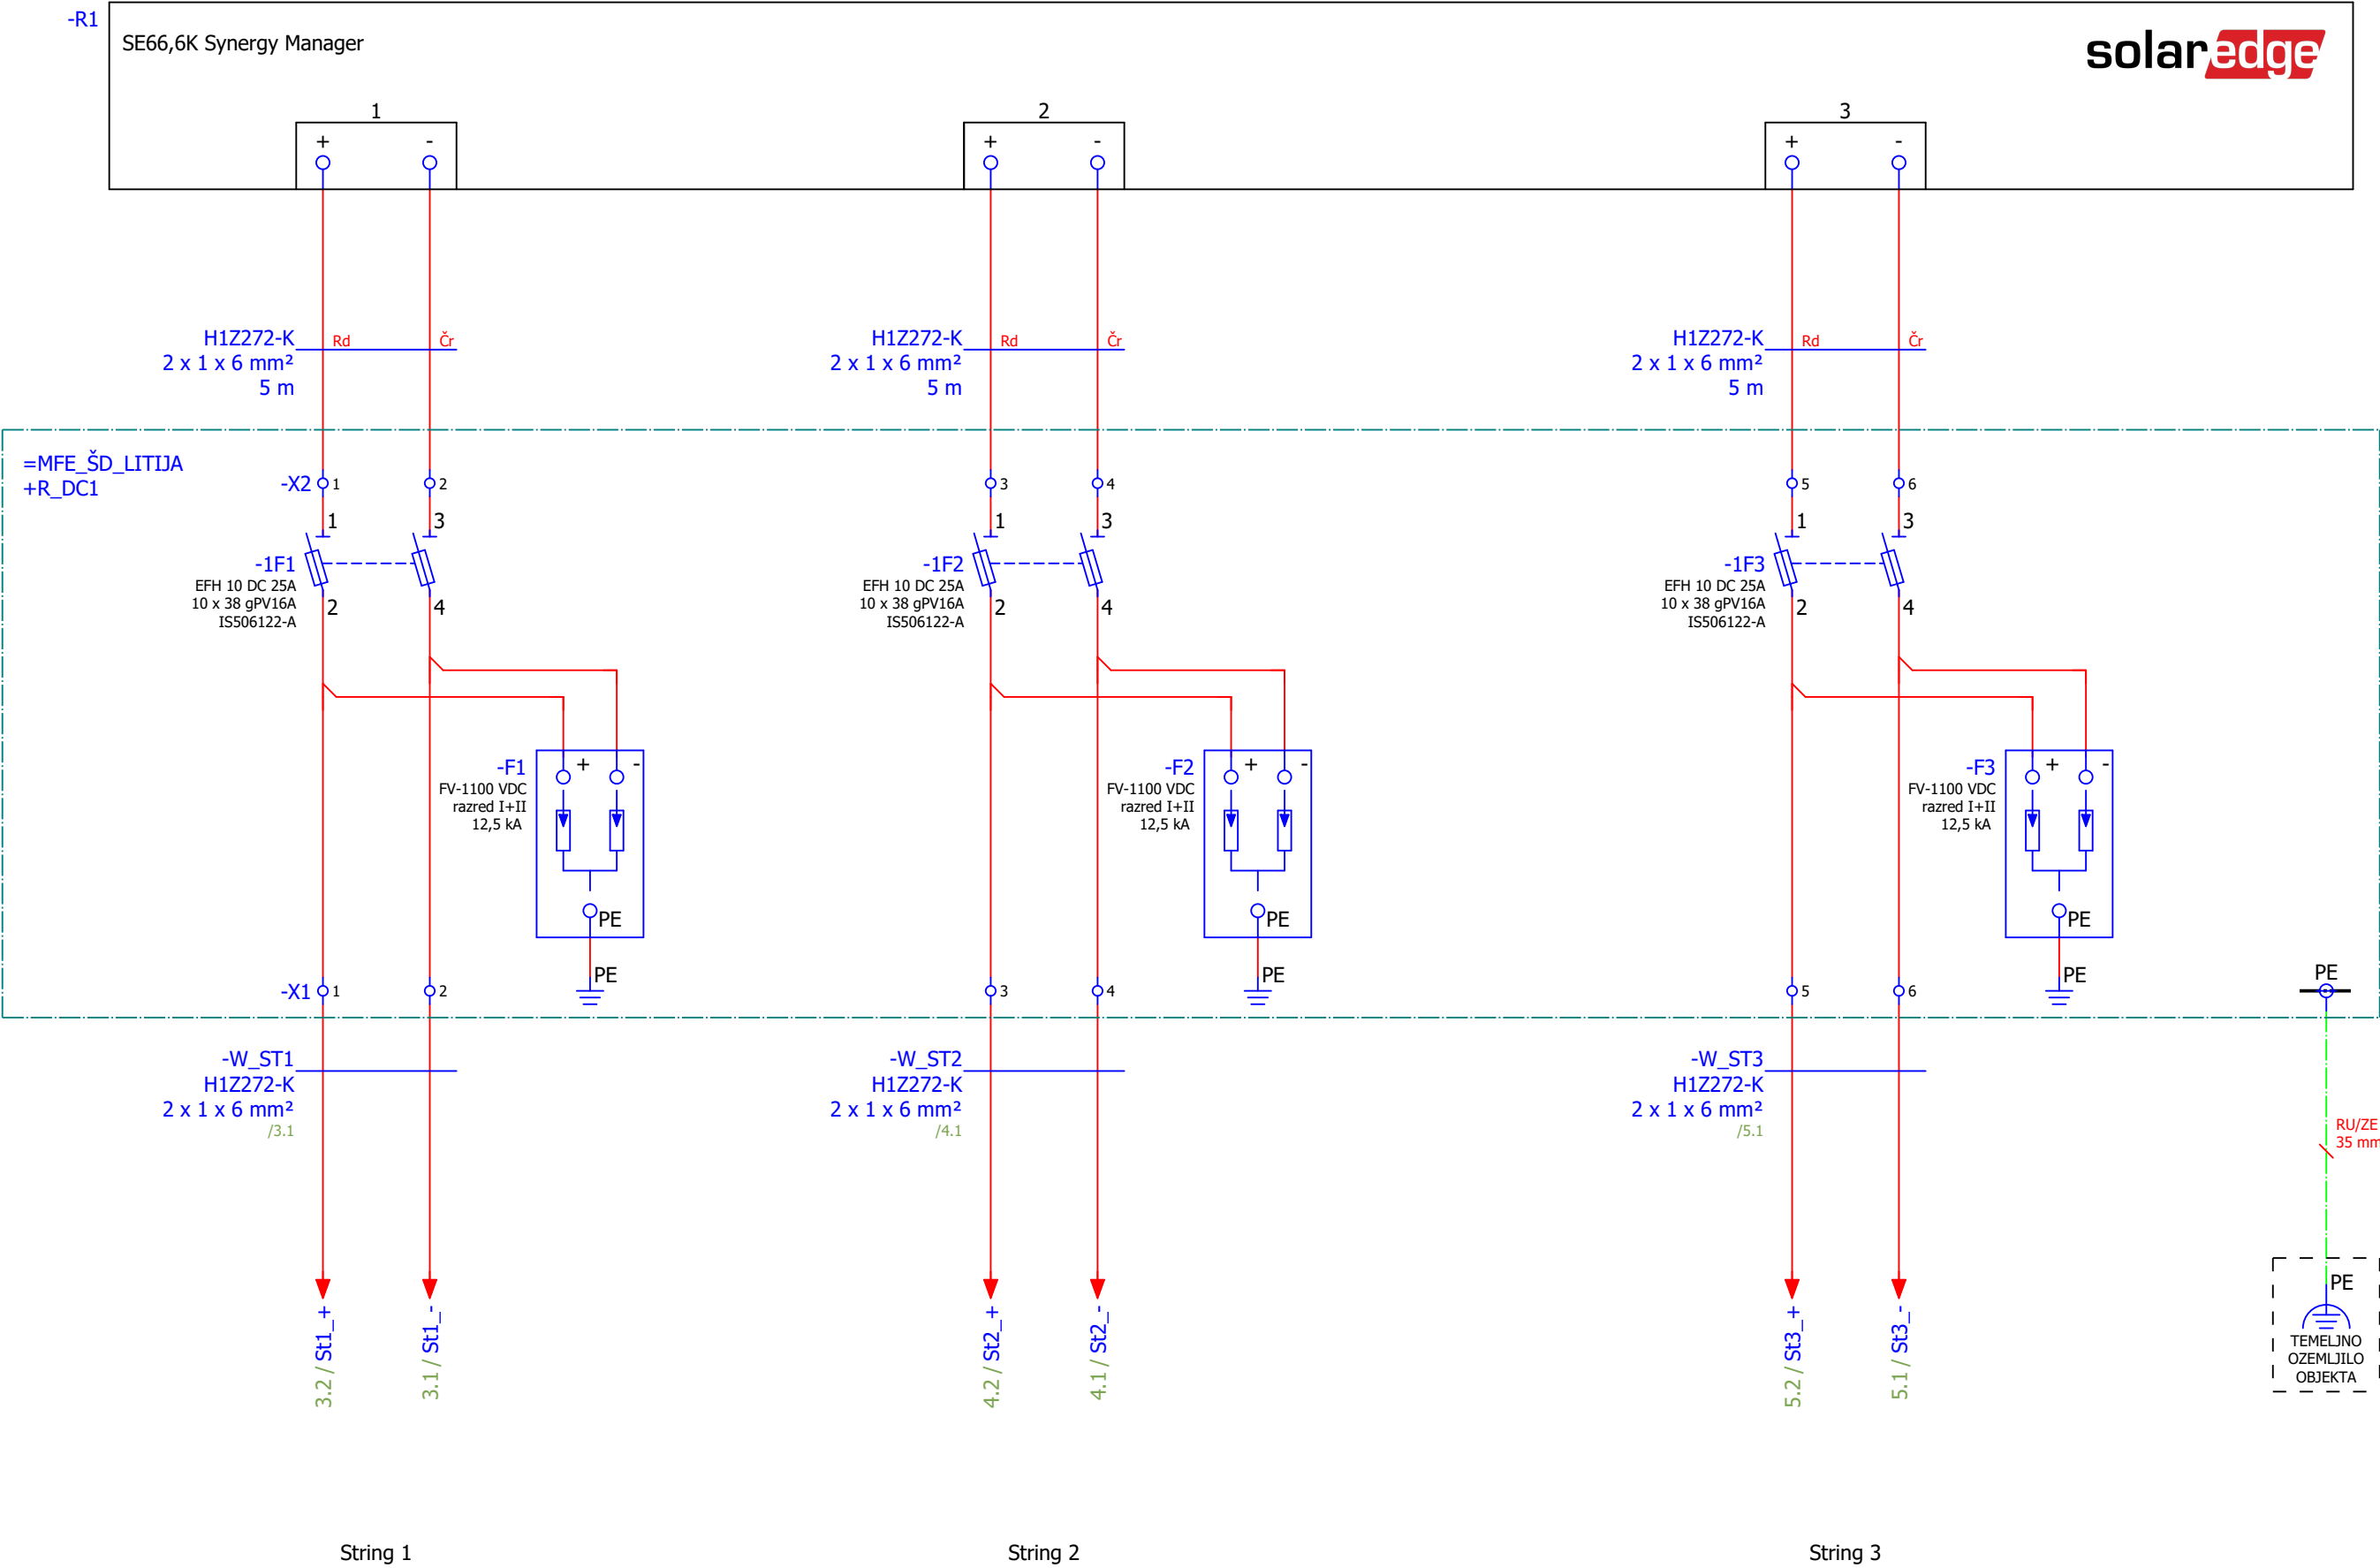 -R1
SE66,6K Synergy Manager
solaredge
1
2
3
+ -
+ -
+ -
H1Z272-K
2 x 1 x 6 mm²
5 m
Rd
Čr
H1Z272-K
2 x 1 x 6 mm²
5 m
Rd
Čr
H1Z272-K
2 x 1 x 6 mm²
5 m
Rd
Čr
=MFE_ŠD_LITIJA
+R_DC1
-X2
1
2
3
4
5
6
1
3
-1F1
EFH 10 DC 25A
10 x 38 gPV16A
IS506122-A
2
4
1
3
-1F2
EFH 10 DC 25A
10 x 38 gPV16A
IS506122-A
2
4
1
3
-1F3
EFH 10 DC 25A
10 x 38 gPV16A
IS506122-A
2
4
-F1
FV-1100 VDC
razred I+II
12,5 kA
+ -
PE
PE
-F2
FV-1100 VDC
razred I+II
12,5 kA
+ -
PE
PE
-F3
FV-1100 VDC
razred I+II
12,5 kA
+ -
PE
PE
PE
-X1
1
2
3
4
5
6
-W_ST1
H1Z272-K
2 x 1 x 6 mm²
/3.1
-W_ST2
H1Z272-K
2 x 1 x 6 mm²
/4.1
-W_ST3
H1Z272-K
2 x 1 x 6 mm²
/5.1
RU/ZE
35 mm
3.2 / St1_+
3.1 / St1_-
4.2 / St2_+
4.1 / St2_-
5.2 / St3_+
5.1 / St3_-
PE
TEMELJNO
OZEMLJILO
OBJEKTA
String 1
String 2
String 3